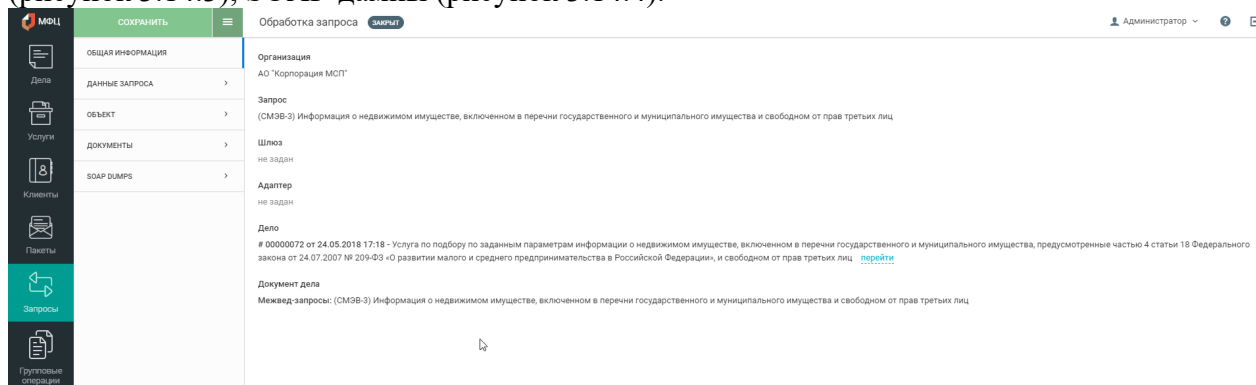 МФЦ
СОХРАНИТЬ
Обработка запроса ЗАКРЫТ
Администратор
Дела
Услуги
Клиенты
Пакеты
Запросы
Групповые
операции
ОБЩАЯ ИНФОРМАЦИЯ
ДАННЫЕ ЗАПРОСА
ОБЪЕКТ
ДОКУМЕНТЫ
SOAP DUMPS
Организация
АО "Корпорация МСП"
Запрос
(СМЭВ-3) Информация о недвижимом имуществе, включенном в перечни государственного и муниципального имущества и свободном от прав третьих лиц
Шлюз
не задан
Адаптер
не задан
Дело
# 00000072 от 24.05.2018 17:18 - Услуга по подбору по заданным параметрам информации о недвижимом имуществе, включенном в перечни государственного и муниципального имущества, предусмотренные частью 4 статьи 18 Федерального
закона от 24.07.2007 № 209-ФЗ «О развитии малого и среднего предпринимательства в Российской Федерации», и свободном от прав третьих лиц перейти
Документ дела
Межвед-запросы: (СМЭВ-3) Информация о недвижимом имуществе, включенном в перечни государственного и муниципального имущества и свободном от прав третьих лиц